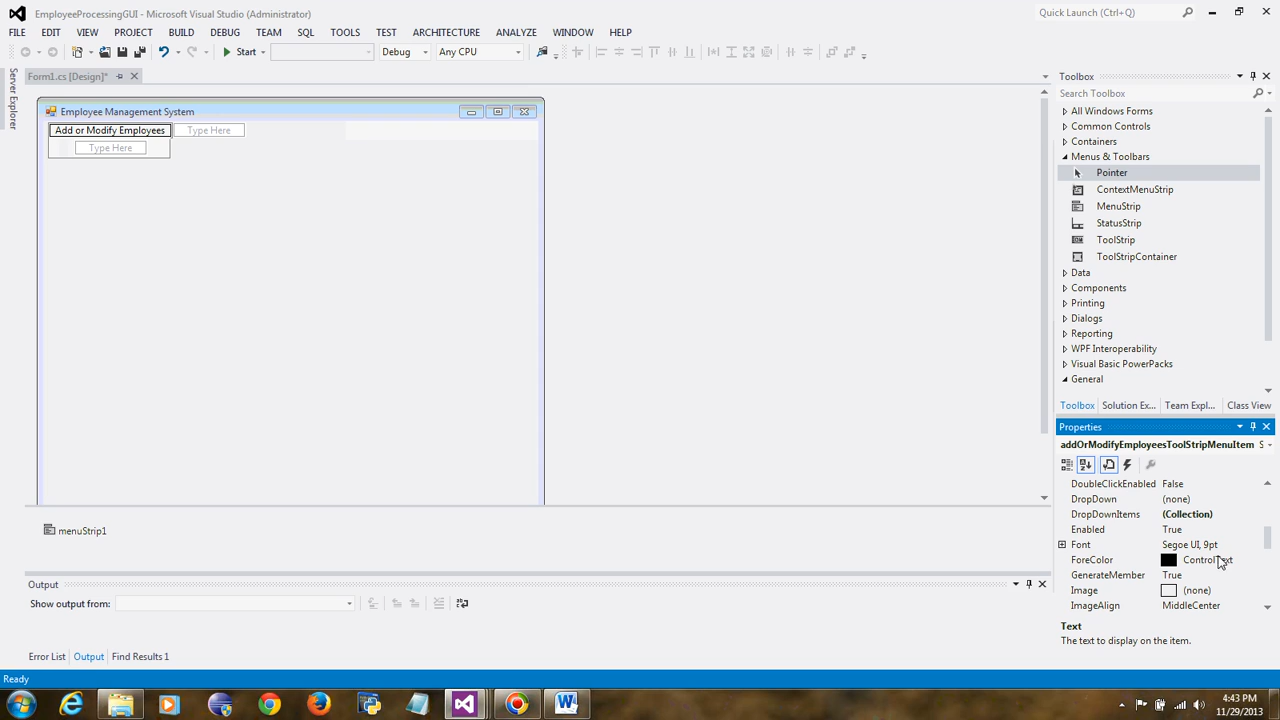 EmployeeProcessingGUI - Microsoft Visual Studio (Administrator)
Quick Launch (Ctrl+Q)
FILE EDIT VIEW PROJECT BUILD DEBUG TEAM SQL TOOLS TEST ARCHITECTURE ANALYZE WINDOW HELP
Start Debug Any CPU
Server Explorer
Form1.cs [Design]*
Employee Management System
Add or Modify Employees Type Here
Type Here
menuStrip1
Output
Show output from:
Error List Output Find Results 1
Ready
Toolbox
Search Toolbox
All Windows Forms
Common Controls
Containers
Menus & Toolbars
Pointer
ContextMenuStrip
MenuStrip
StatusStrip
ToolStrip
ToolStripContainer
Data
Components
Printing
Dialogs
Reporting
WPF Interoperability
Visual Basic PowerPacks
General
Toolbox Solution Ex... Team Expl... Class View
Properties
addOrModifyEmployeesToolStripMenuItem S
DoubleClickEnabled False
DropDown (none)
DropDownItems (Collection)
Enabled True
Font Segoe UI, 9pt
ForeColor ControlText
GenerateMember True
Image (none)
ImageAlign MiddleCenter
Text
The text to display on the item.
4:43 PM
11/29/2013